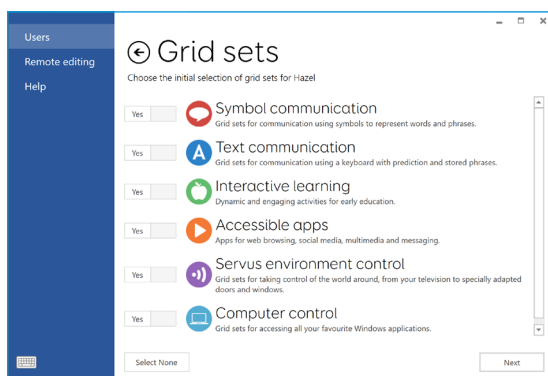 Users
Remote editing
Help
Grid sets
Choose the initial selection of grid sets for Hazel
Yes
Symbol communication
Grid sets for communication using symbols to represent words and phrases.
Yes
A
Text communication
Grid sets for communication using a keyboard with prediction and stored phrases.
Yes
Interactive learning
Dynamic and engaging activities for early education.
Yes
Accessible apps
Apps for web browsing, social media, multimedia and messaging.
Yes
Servus environment control
Grid sets for taking control of the world around, from your television to specially adapted
doors and windows.
Yes
Computer control
Grid sets for accessing all your favourite Windows applications.
Select None
Next